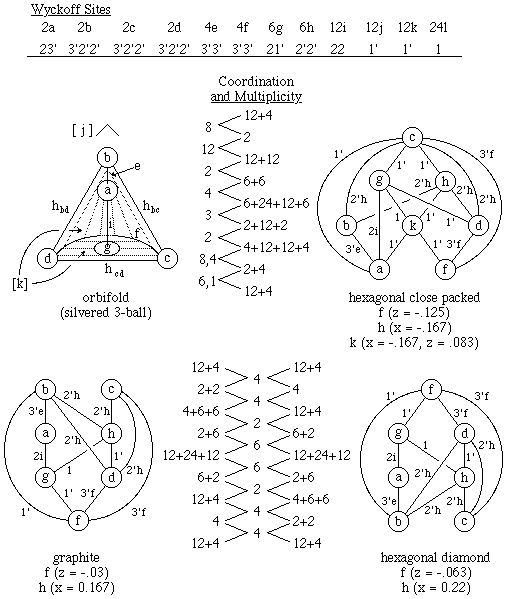 Wyckoff Sites
2a 2b 2c 2d 4e 4f 6g 6h 12i 12j 12k 24l
23' 3'2'2' 3'2'2' 3'2'2' 3'3' 3'3' 21' 2'2' 22 1' 1' 1
Coordination
and Multiplicity
12+4
8
2
12
12+12
2
6+6
4
6+24+12+6
3
2+12+2
2
4+12+12+4
8,4
2+4
6,1
12+4
[j]
b
e
a
h bd
h bc
i
f
g
d
c
h cd
[k]
orbifold
(silvered 3-ball)
c
1'
1'
1'
3'f
g
h
2'h
2'h
2'h
b
1
1'
k
d
2i
3'e
1'
1'
3'f
a
f
hexagonal close packed
f (z = -.125)
h (x = -.167)
k (x = -.167, z = .083)
b
c
2'h
3'e
2'h
a
h
2'h
2i
1
1'
2'h
g
d
1'
3'f
1'
3'f
f
graphite
f (z = -.03)
h (x = 0.167)
12+4
12+4
4
2+2
4
4
4+6+6
12+4
2
2+6
6+2
6
12+24+12
12+24+12
6
6+2
2+6
2
12+4
4+6+6
4
4
2+2
4
12+4
12+4
f
1'
1'
3'f
3'f
g
d
1
2i
1'
2'h
a
h
2'h
3'e
2'h
2'h
b
c
hexagonal diamond
f (z = -.063)
h (x = 0.22)